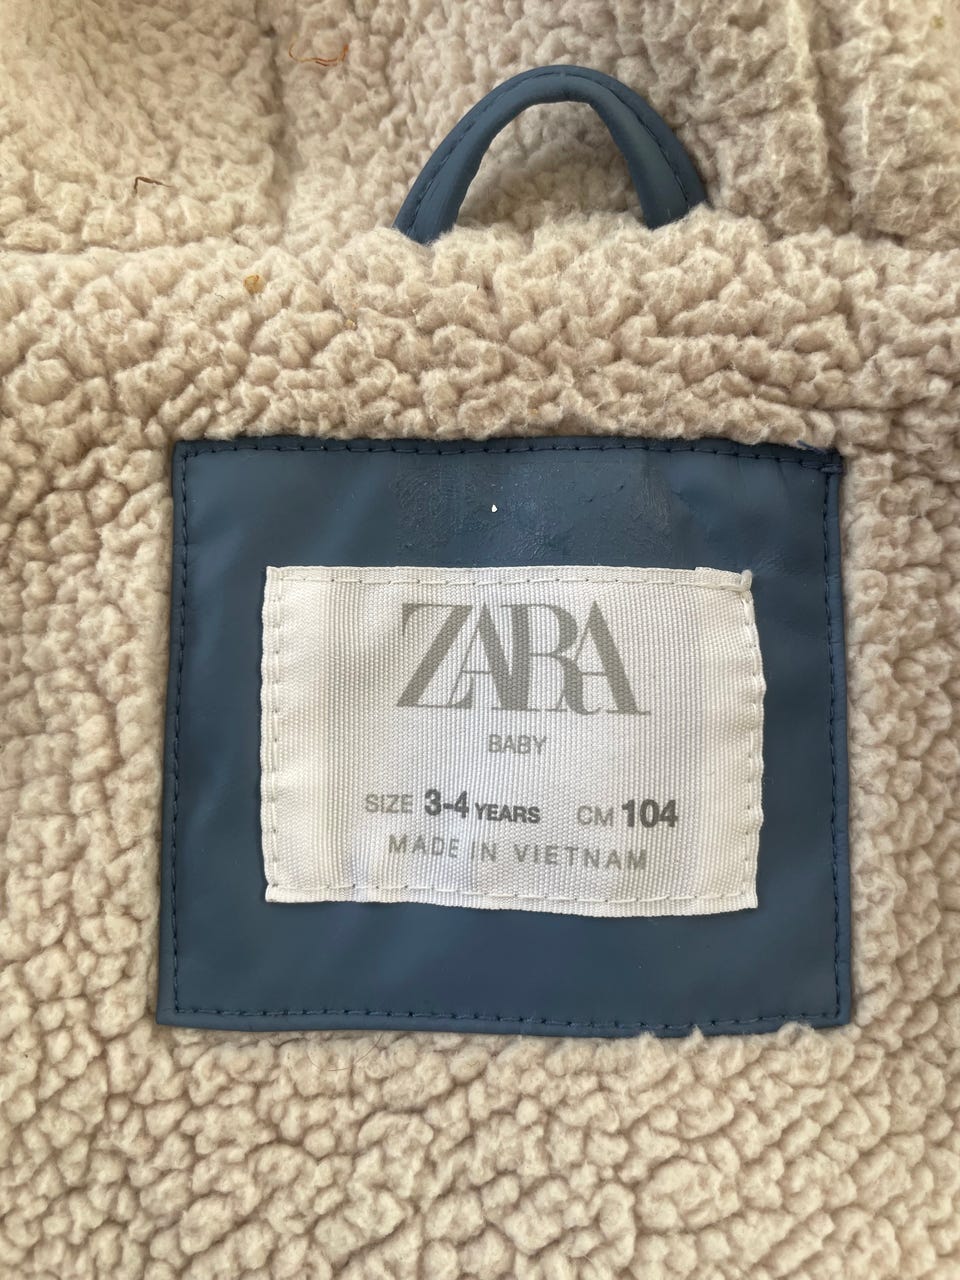 ZARA
BABY
SIZE 3-4 YEARS CM 104
MADE IN VIETNAM